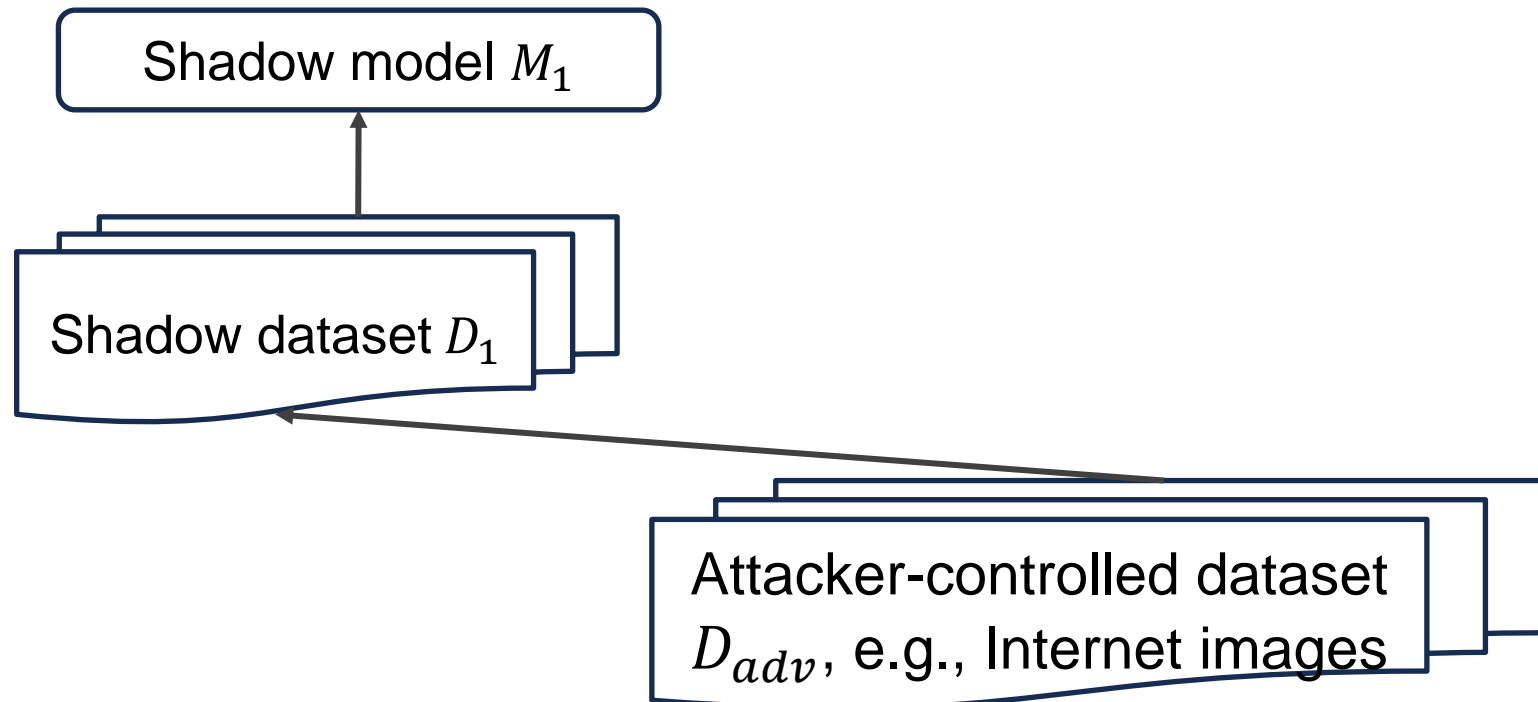 Shadow model 𝑀₁
Shadow dataset 𝐷₁
Attacker-controlled dataset
𝐷ₐ𝑑𝑣, e.g., Internet images